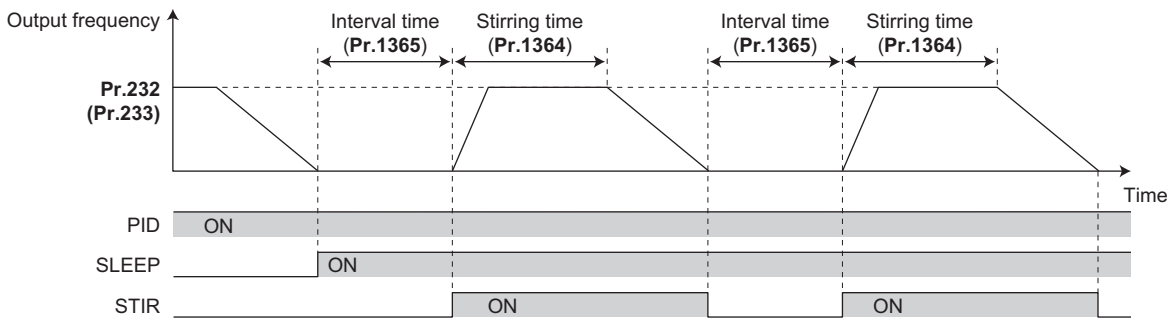 Output frequency
Interval time
(Pr.1365)
Stirring time
(Pr.1364)
Interval time
(Pr.1365)
Stirring time
(Pr.1364)
Pr.232
(Pr.233)
Time
PID ON
SLEEP ON
STIR ON ON